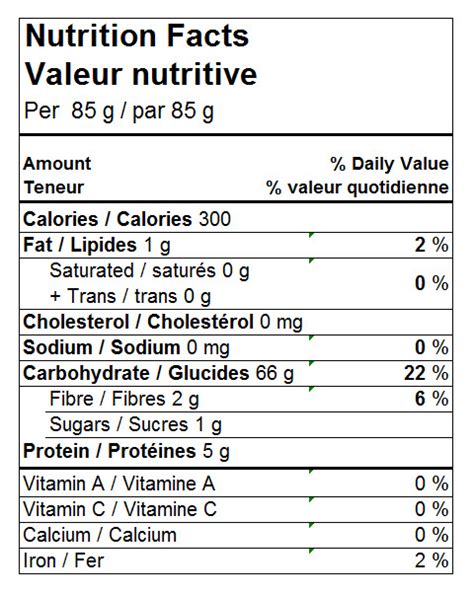 Nutrition Facts
Valeur nutritive
Per 85 g / par 85 g
Amount % Daily Value
Teneur % valeur quotidienne
Calories / Calories 300
Fat / Lipides 1 g 2 %
Saturated / saturés 0 g
+ Trans / trans 0 g 0 %
Cholesterol / Cholestérol 0 mg
Sodium / Sodium 0 mg 0 %
Carbohydrate / Glucides 66 g 22 %
Fibre / Fibres 2 g 6 %
Sugars / Sucres 1 g
Protein / Protéines 5 g
Vitamin A / Vitamine A 0 %
Vitamin C / Vitamine C 0 %
Calcium / Calcium 0 %
Iron / Fer 2 %